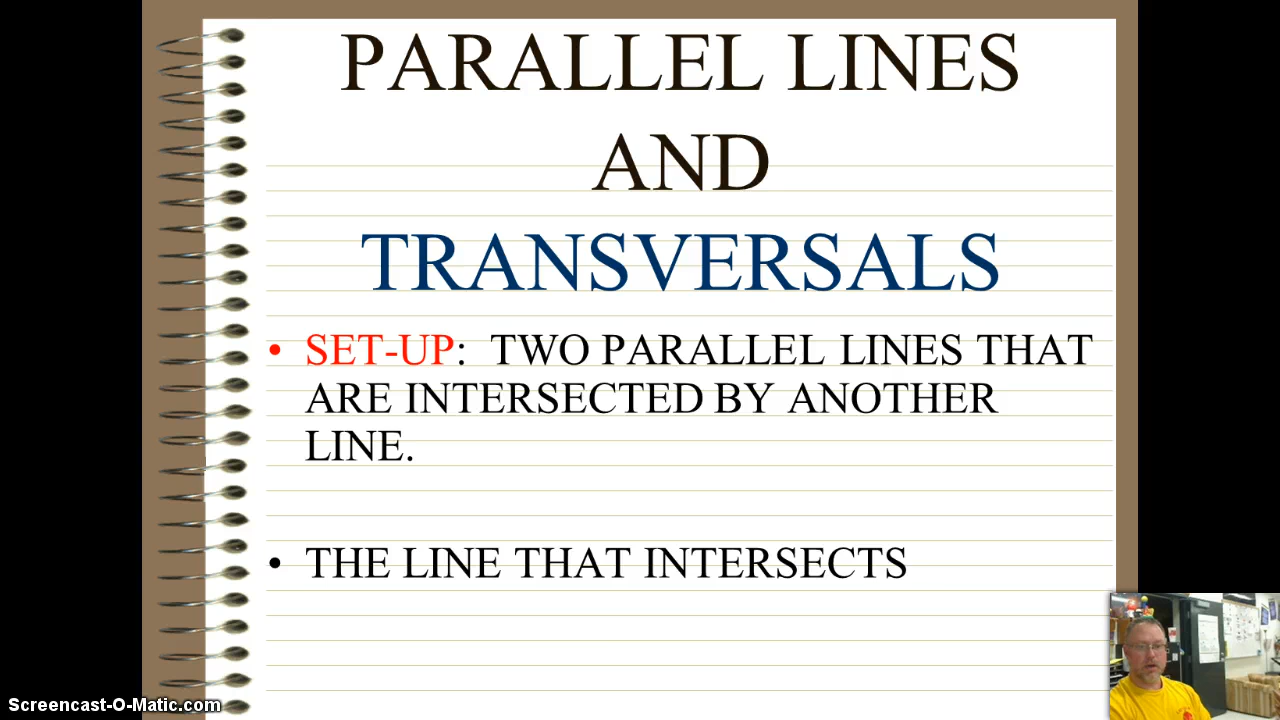 PARALLEL LINES
AND
TRANSVERSALS
• SET-UP: TWO PARALLEL LINES THAT
ARE INTERSECTED BY ANOTHER
LINE.
• THE LINE THAT INTERSECTS
Screencast-O-Matic.com